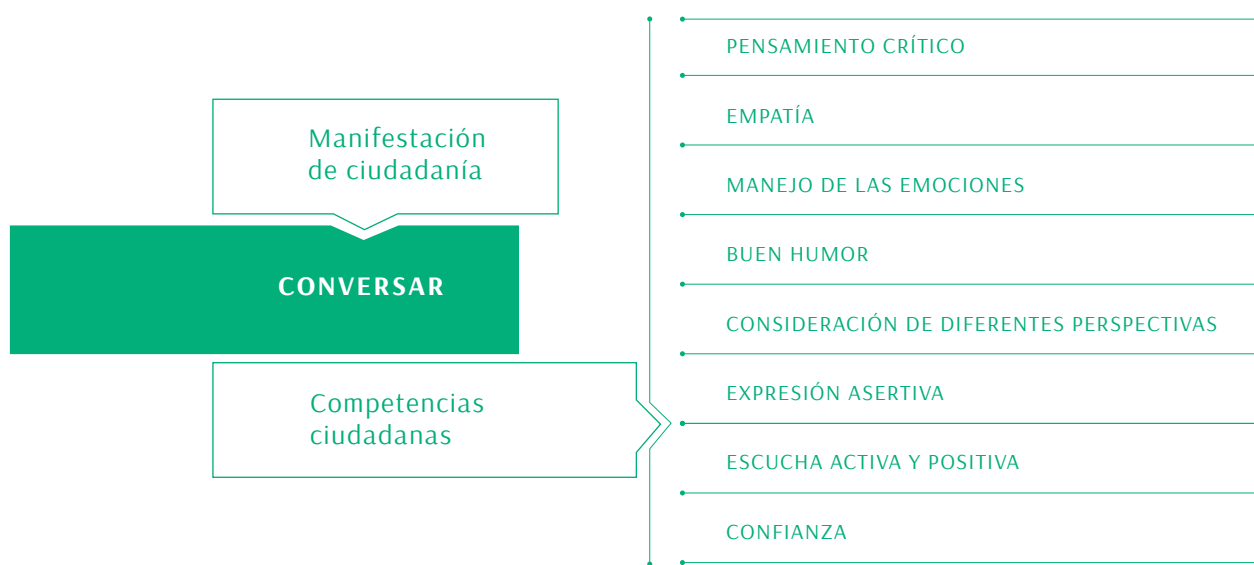 Manifestación
de ciudadanía
CONVERSAR
Competencias
ciudadanas
PENSAMIENTO CRÍTICO
EMPATÍA
MANEJO DE LAS EMOCIONES
BUEN HUMOR
CONSIDERACIÓN DE DIFERENTES PERSPECTIVAS
EXPRESIÓN ASERTIVA
ESCUCHA ACTIVA Y POSITIVA
CONFIANZA